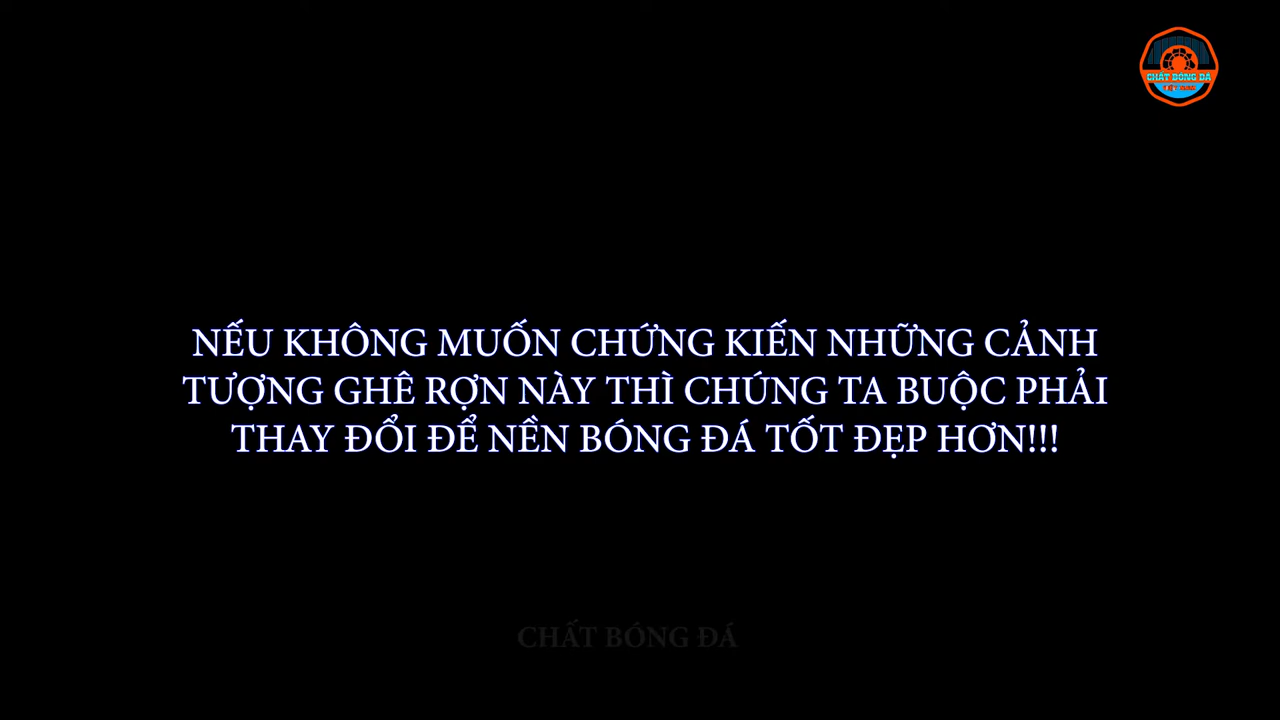 CHẤT BÓNG ĐÁ
NẾU KHÔNG MUỐN CHỨNG KIẾN NHỮNG CẢNH
TƯỢNG GHÊ RỢN NÀY THÌ CHÚNG TA BUỘC PHẢI
THAY ĐỔI ĐỂ NỀN BÓNG ĐÁ TỐT ĐẸP HƠN!!!
CHẤT BÓNG ĐÁ